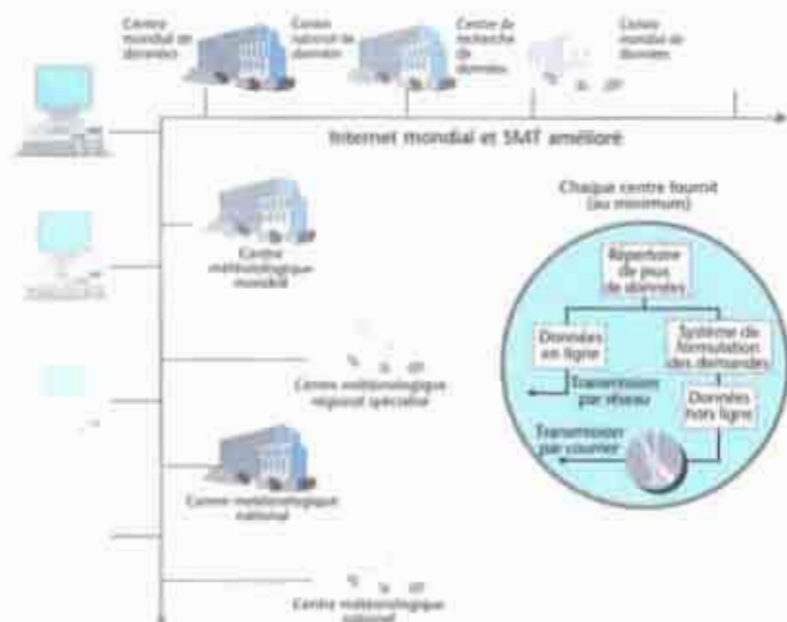 Centre
mondial de
données
Centre
national de
données
Centre de
recherche
de
données
Centre
mondial de
données
Internet mondial et SMT amélioré
Chaque centre fournit
(au minimum)
Répertoire
de jeux
de données
Données
en ligne
Système de
formulation
des demandes
Transmission
par réseau
Données
hors ligne
Transmission
par courrier
Centre
météorologique
mondial
Centre météorologique
régional spécialisé
Centre météorologique
national
Centre météorologique
national